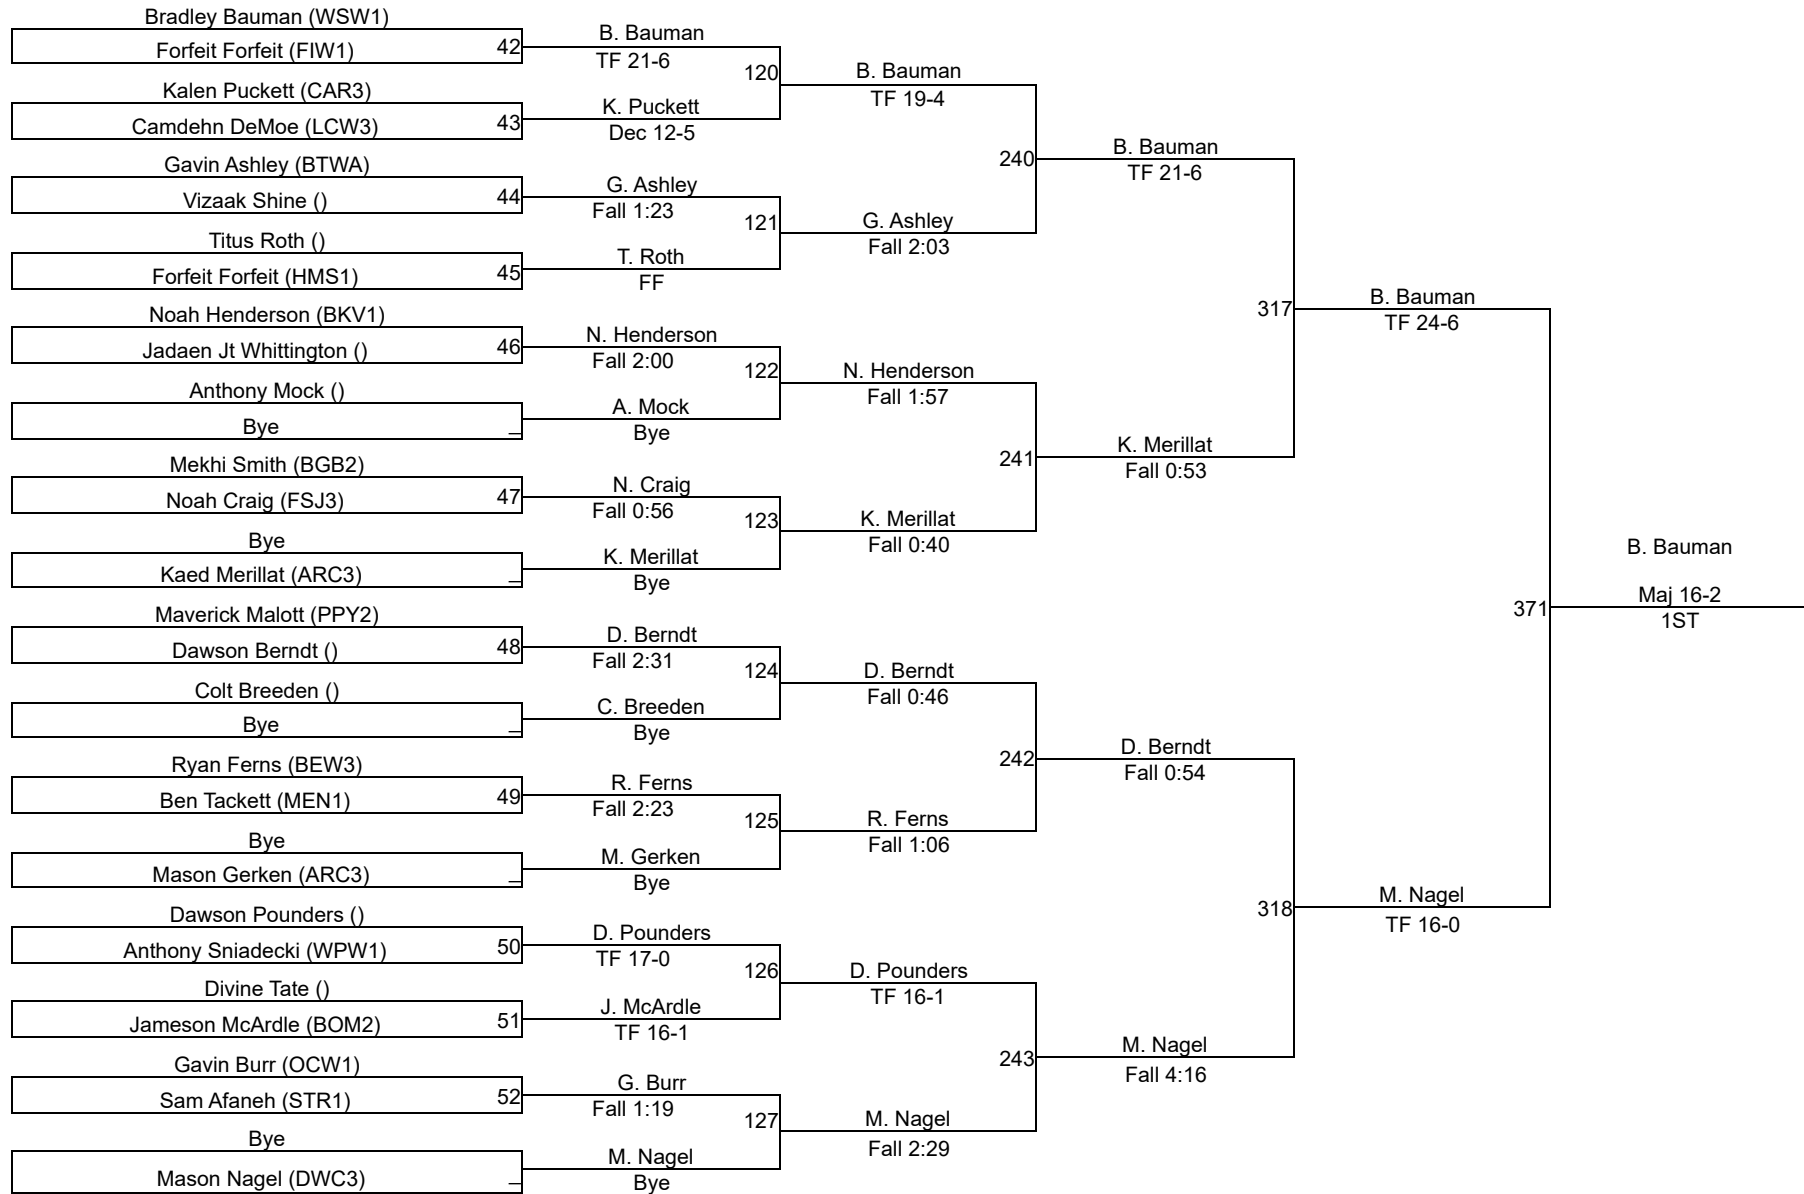 Bradley Bauman (WSW1)
Forfeit Forfeit (FIW1)
42
Kalen Puckett (CAR3)
Camdehn DeMoe (LCW3)
43
Gavin Ashley (BTWA)
Vizaak Shine ()
44
Titus Roth ()
Forfeit Forfeit (HMS1)
45
Noah Henderson (BKV1)
Jadaen Jt Whittington ()
46
Anthony Mock ()
Bye
_
Mekhi Smith (BGB2)
Noah Craig (FSJ3)
47
Bye
Kaed Merillat (ARC3)
_
Maverick Malott (PPY2)
Dawson Berndt ()
48
Colt Breeden ()
Bye
_
Ryan Ferns (BEW3)
Ben Tackett (MEN1)
49
Bye
Mason Gerken (ARC3)
_
Dawson Pounders ()
Anthony Sniadecki (WPW1)
50
Divine Tate ()
Jameson McArdle (BOM2)
51
Gavin Burr (OCW1)
Sam Afaneh (STR1)
52
Bye
Mason Nagel (DWC3)
_
B. Bauman
TF 21-6
120
K. Puckett
Dec 12-5
G. Ashley
Fall 1:23
121
T. Roth
FF
N. Henderson
Fall 2:00
122
A. Mock
Bye
N. Craig
Fall 0:56
123
K. Merillat
Bye
D. Berndt
Fall 2:31
124
C. Breeden
Bye
R. Ferns
Fall 2:23
125
M. Gerken
Bye
D. Pounders
TF 17-0
126
J. McArdle
TF 16-1
G. Burr
Fall 1:19
127
M. Nagel
Bye
B. Bauman
TF 19-4
240
G. Ashley
Fall 2:03
N. Henderson
Fall 1:57
241
K. Merillat
Fall 0:40
D. Berndt
Fall 0:46
242
R. Ferns
Fall 1:06
D. Pounders
TF 16-1
243
M. Nagel
Fall 2:29
B. Bauman
TF 21-6
317
K. Merillat
Fall 0:53
D. Berndt
Fall 0:54
318
M. Nagel
Fall 4:16
B. Bauman
TF 24-6
371
M. Nagel
TF 16-0
B. Bauman
Maj 16-2
1ST